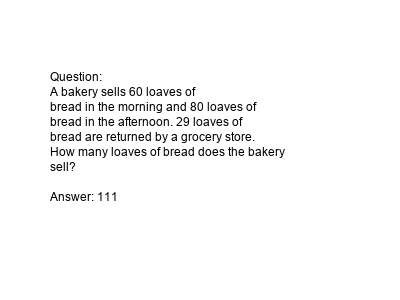 Question:
A bakery sells 60 loaves of
bread in the morning and 80 loaves of
bread in the afternoon. 29 loaves of
bread are returned by a grocery store.
How many loaves of bread does the bakery
sell?
Answer: 111